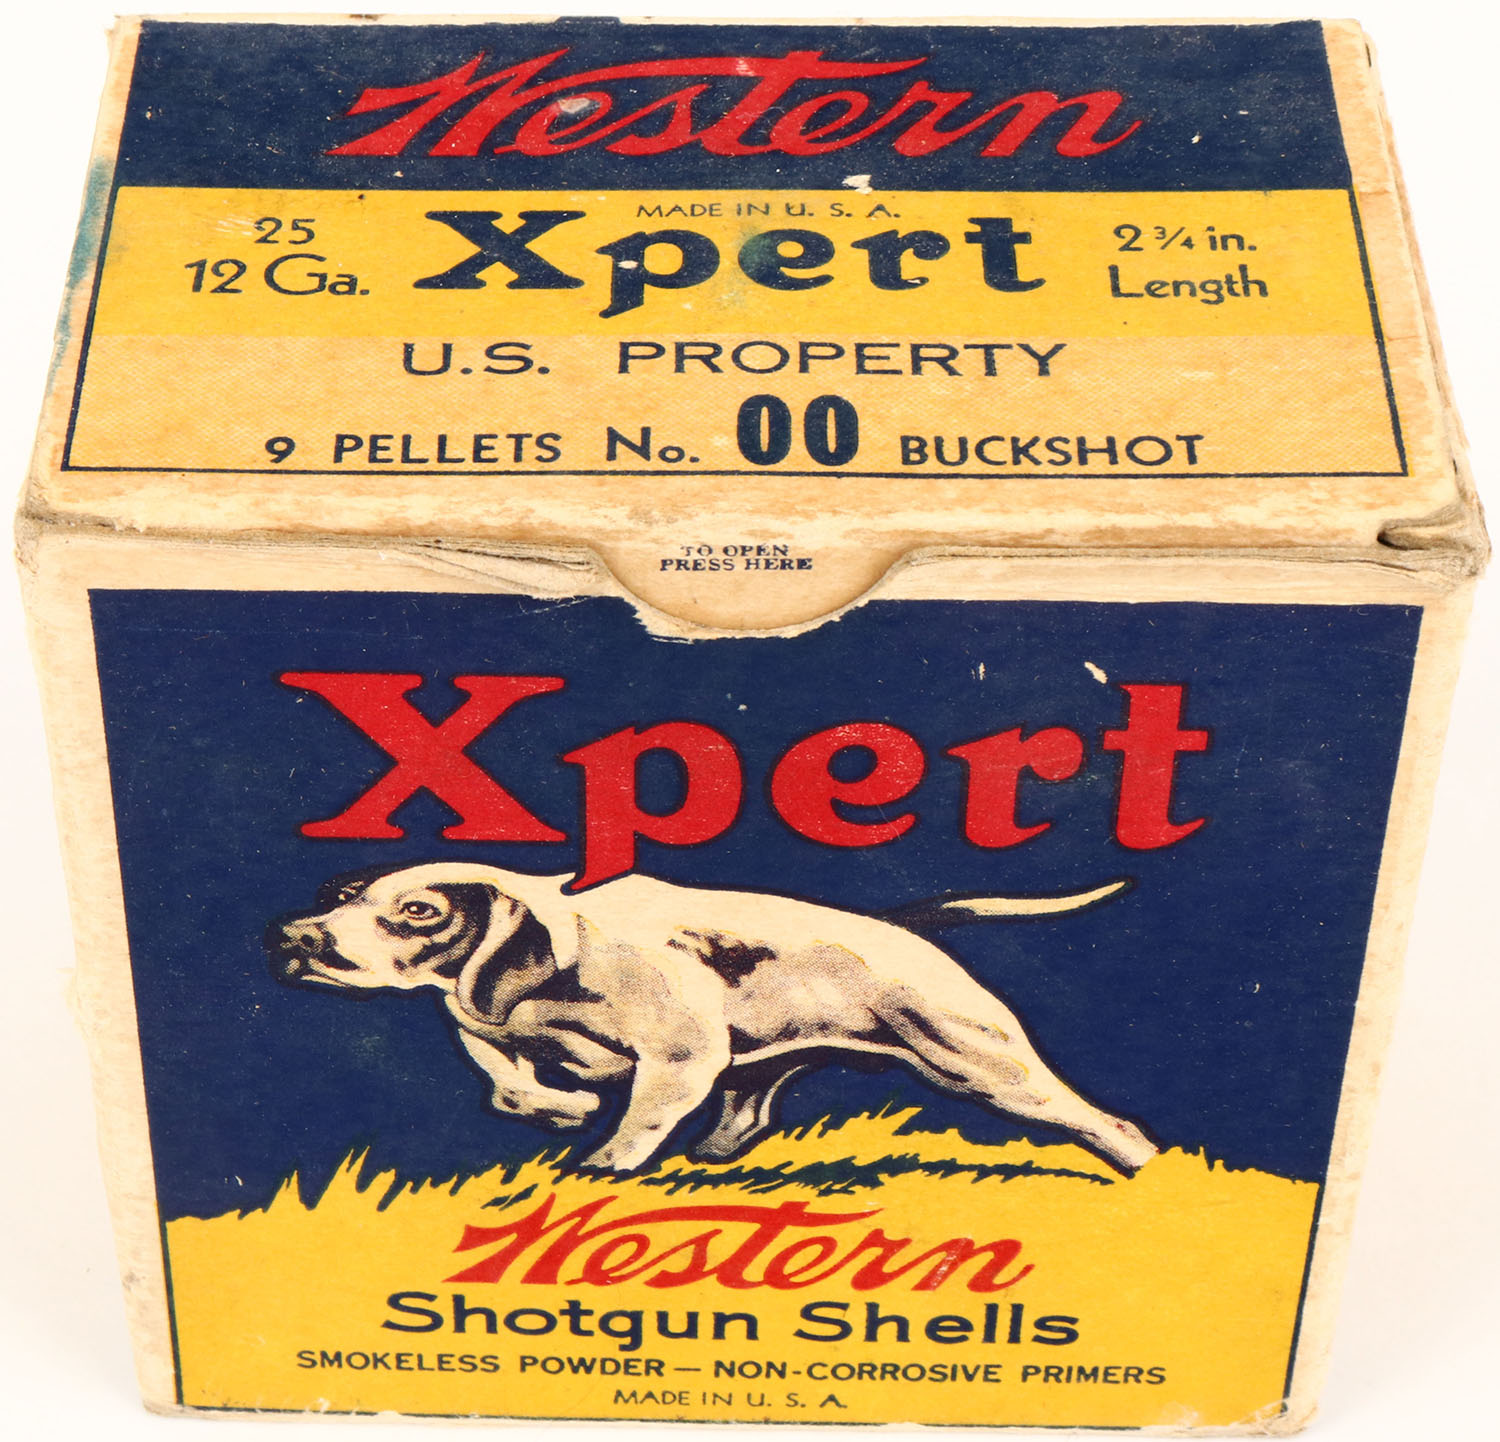 Western
MADE IN U. S. A.
25
12 Ga.
Xpert
2 3/4 in.
Length
U.S. PROPERTY
9 PELLETS No. 00 BUCKSHOT
TO OPEN
PRESS HERE
Xpert
Western
Shotgun Shells
SMOKELESS POWDER — NON-CORROSIVE PRIMERS
MADE IN U. S. A.